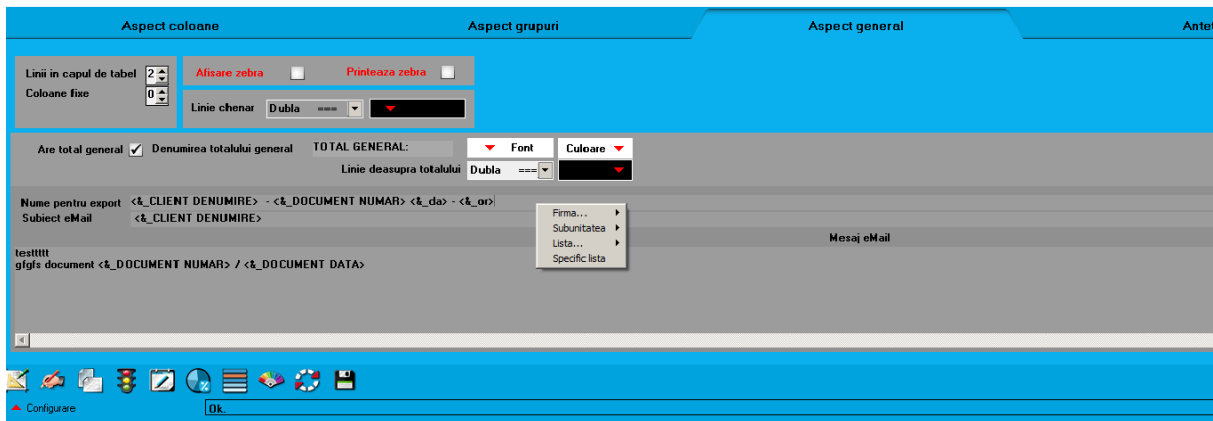 Aspect coloane Aspect grupuri Aspect general
Linii in capul de tabel 2 Afisare zebra Printeaza zebra
Coloane fixe 0
Linie chenar Dubla ===
Are total general Denumirea totalului general TOTAL GENERAL: Font Culoare
Linie deasupra totalului Dubla ===
Nume pentru export <&_CLIENT DENUMIRE> - <&_DOCUMENT NUMAR> <&_da> - <&_or>
Subiect eMail <&_CLIENT DENUMIRE>
Firma...
Subunitatea
Lista...
Specific lista
Mesaj eMail
testtttt
gfgfs document <&_DOCUMENT NUMAR> / <&_DOCUMENT DATA>
Configurare Ok.